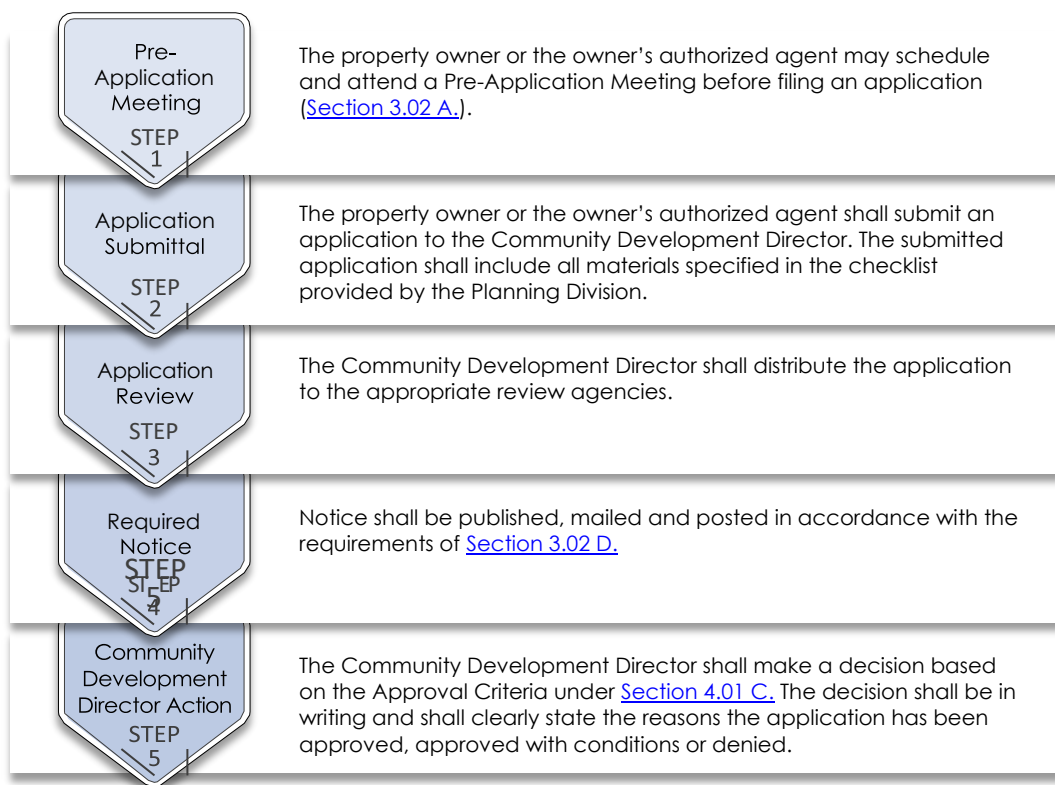 Pre-
Application
Meeting
STEP
1
The property owner or the owner’s authorized agent may schedule
and attend a Pre-Application Meeting before filing an application
(Section 3.02 A.).
Application
Submittal
STEP
2
The property owner or the owner’s authorized agent shall submit an
application to the Community Development Director. The submitted
application shall include all materials specified in the checklist
provided by the Planning Division.
Application
Review
STEP
3
The Community Development Director shall distribute the application
to the appropriate review agencies.
Required
Notice
STEP
5
STEP
4
Notice shall be published, mailed and posted in accordance with the
requirements of Section 3.02 D.
Community
Development
Director Action
STEP
5
The Community Development Director shall make a decision based
on the Approval Criteria under Section 4.01 C. The decision shall be in
writing and shall clearly state the reasons the application has been
approved, approved with conditions or denied.